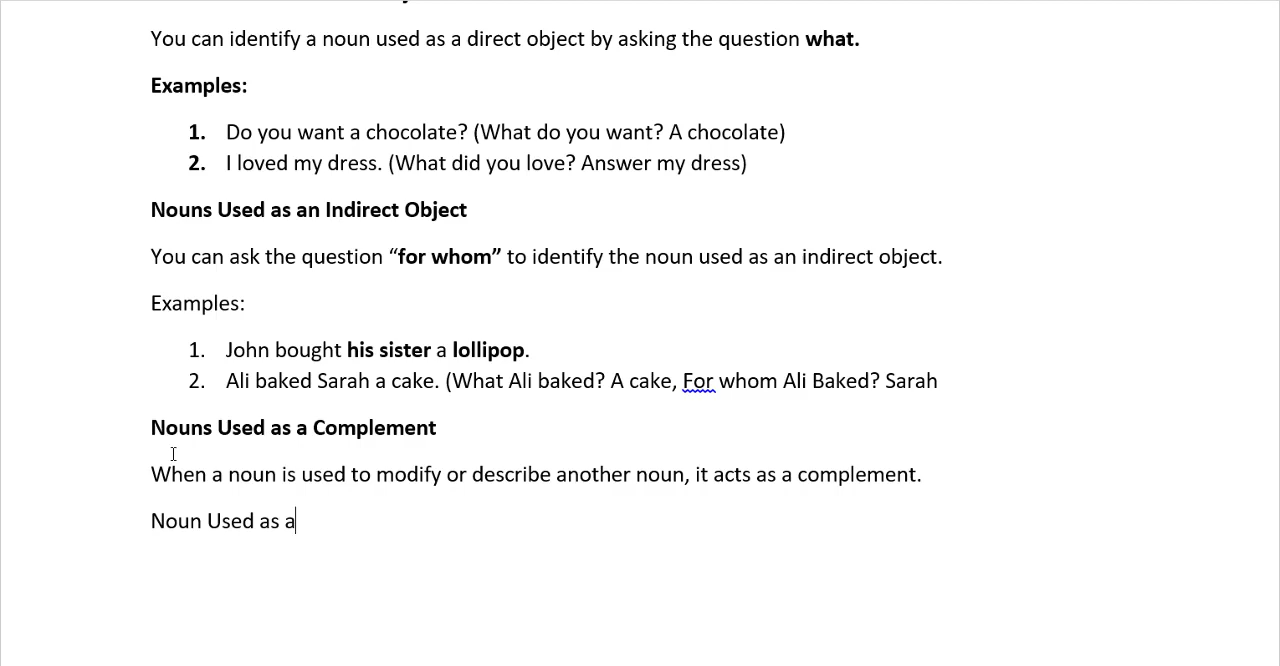 You can identify a noun used as a direct object by asking the question what.
Examples:
1. Do you want a chocolate? (What do you want? A chocolate)
2. I loved my dress. (What did you love? Answer my dress)
Nouns Used as an Indirect Object
You can ask the question “for whom” to identify the noun used as an indirect object.
Examples:
1. John bought his sister a lollipop.
2. Ali baked Sarah a cake. (What Ali baked? A cake, For whom Ali Baked? Sarah
Nouns Used as a Complement
When a noun is used to modify or describe another noun, it acts as a complement.
Noun Used as a